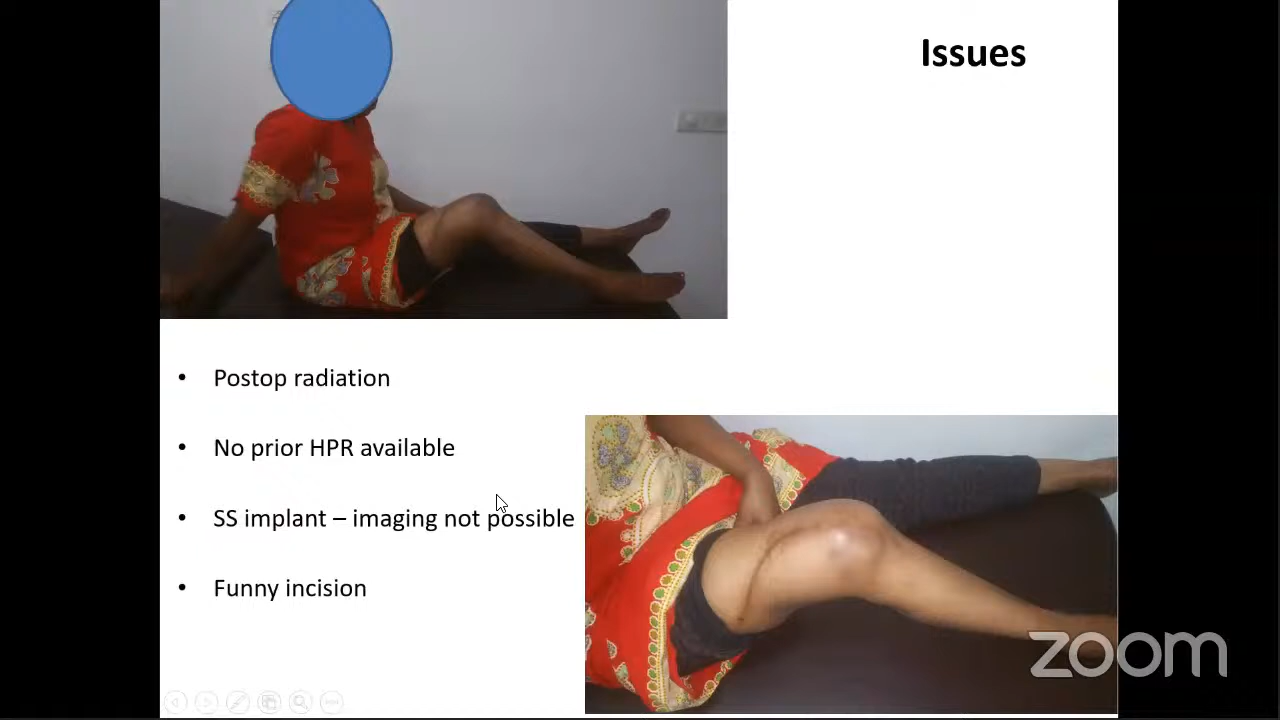 Issues
• Postop radiation
• No prior HPR available
• SS implant – imaging not possible
• Funny incision
zoom